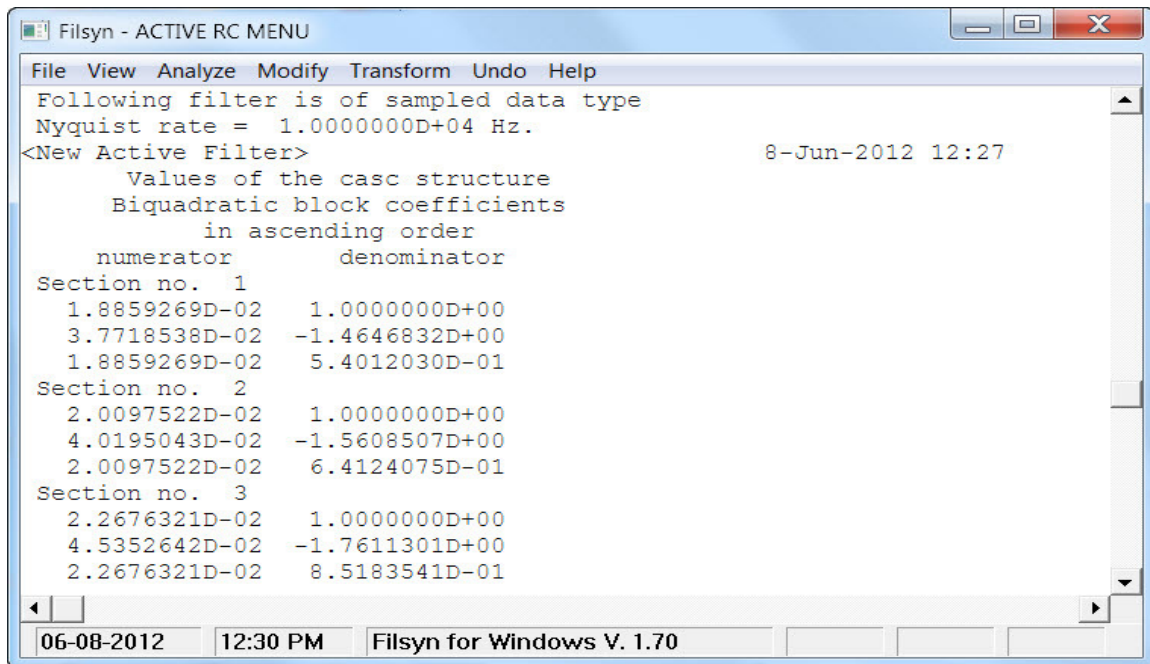 Filsyn - ACTIVE RC MENU
File View Analyze Modify Transform Undo Help
Following filter is of sampled data type
Nyquist rate = 1.0000000D+04 Hz.
<New Active Filter> 8-Jun-2012 12:27
Values of the casc structure
Biquadratic block coefficients
in ascending order
numerator denominator
Section no. 1
1.8859269D-02 1.0000000D+00
3.7718538D-02 -1.4646832D+00
1.8859269D-02 5.4012030D-01
Section no. 2
2.0097522D-02 1.0000000D+00
4.0195043D-02 -1.5608507D+00
2.0097522D-02 6.4124075D-01
Section no. 3
2.2676321D-02 1.0000000D+00
4.5352642D-02 -1.7611301D+00
2.2676321D-02 8.5183541D-01
06-08-2012 12:30 PM Filsyn for Windows V. 1.70